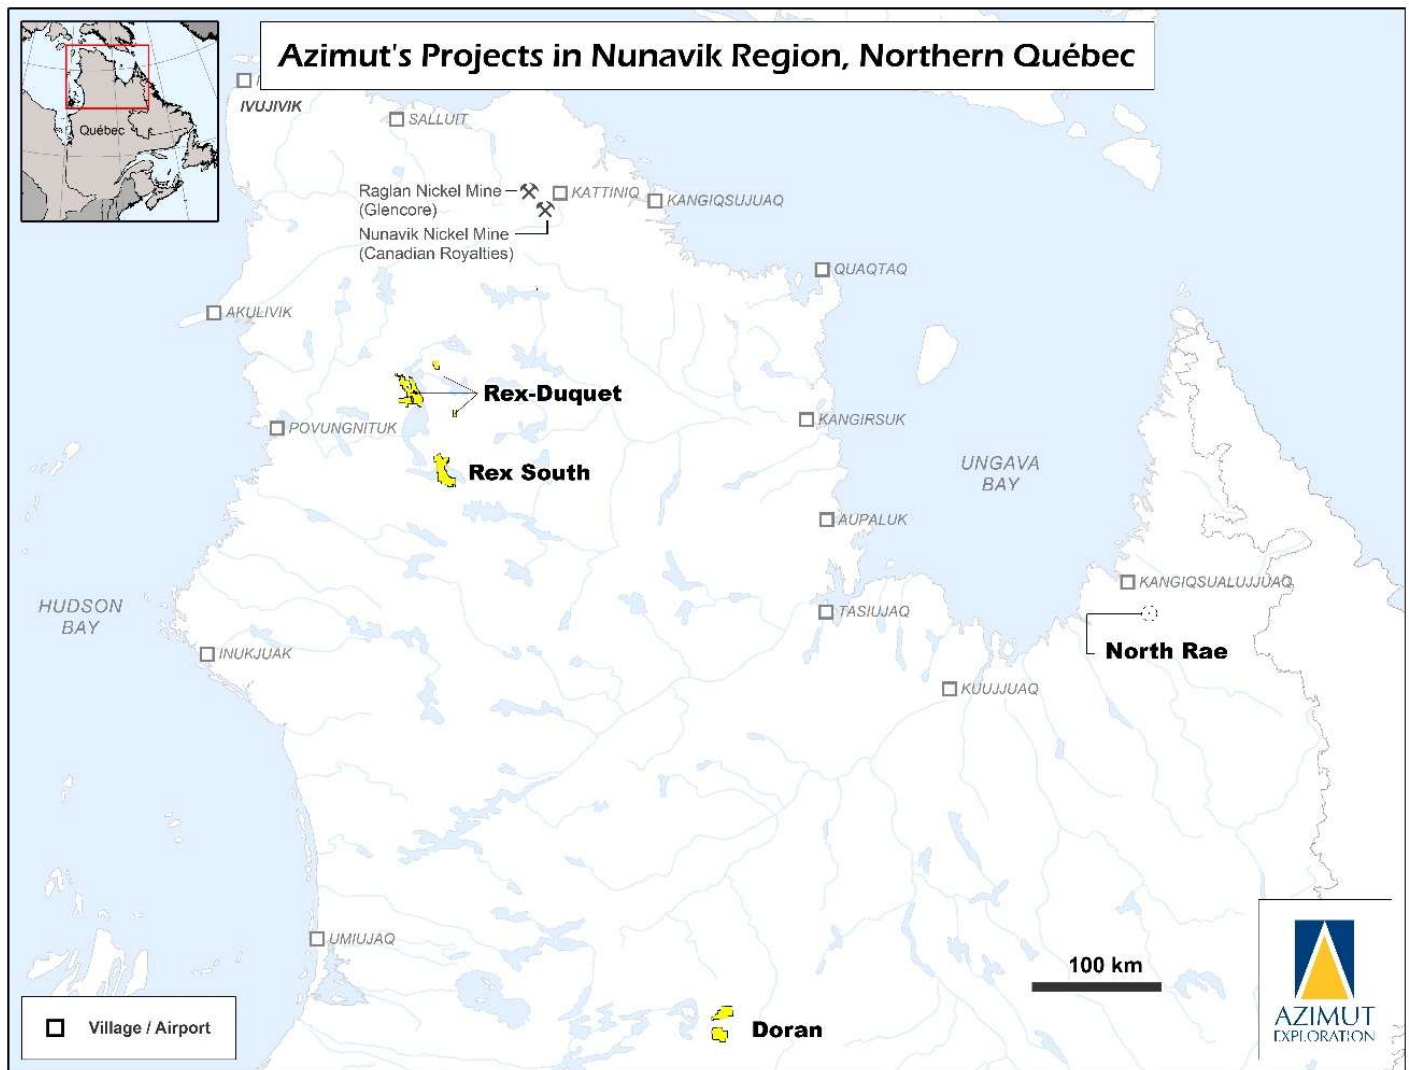 Azimut's Projects in Nunavik Region, Northern Québec
Québec
IVUJIVIK
SALLUIT
Raglan Nickel Mine
(Glencore)
KATTINIQ
KANGIQSUJUAQ
Nunavik Nickel Mine
(Canadian Royalties)
QUAQTAQ
AKULIVIK
Rex-Duquet
KANGIRSUK
POVUNGNITUK
UNGAVA
BAY
Rex South
AUPALUK
KANGIQSUALUJJUAQ
HUDSON
BAY
TASIUJAQ
North Rae
INUKJUAK
KUUJJUAQ
UMIUJAQ
100 km
Doran
Village / Airport
AZIMUT
EXPLORATION